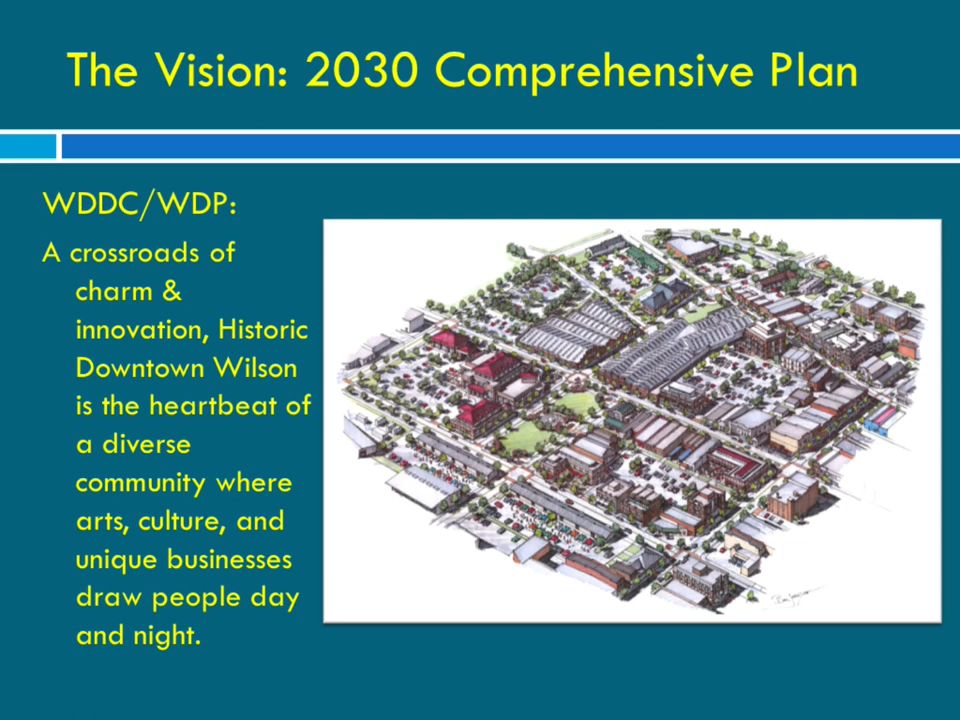 The Vision: 2030 Comprehensive Plan
WDDC/WDP:
A crossroads of
charm &
innovation, Historic
Downtown Wilson
is the heartbeat of
a diverse
community where
arts, culture, and
unique businesses
draw people day
and night.